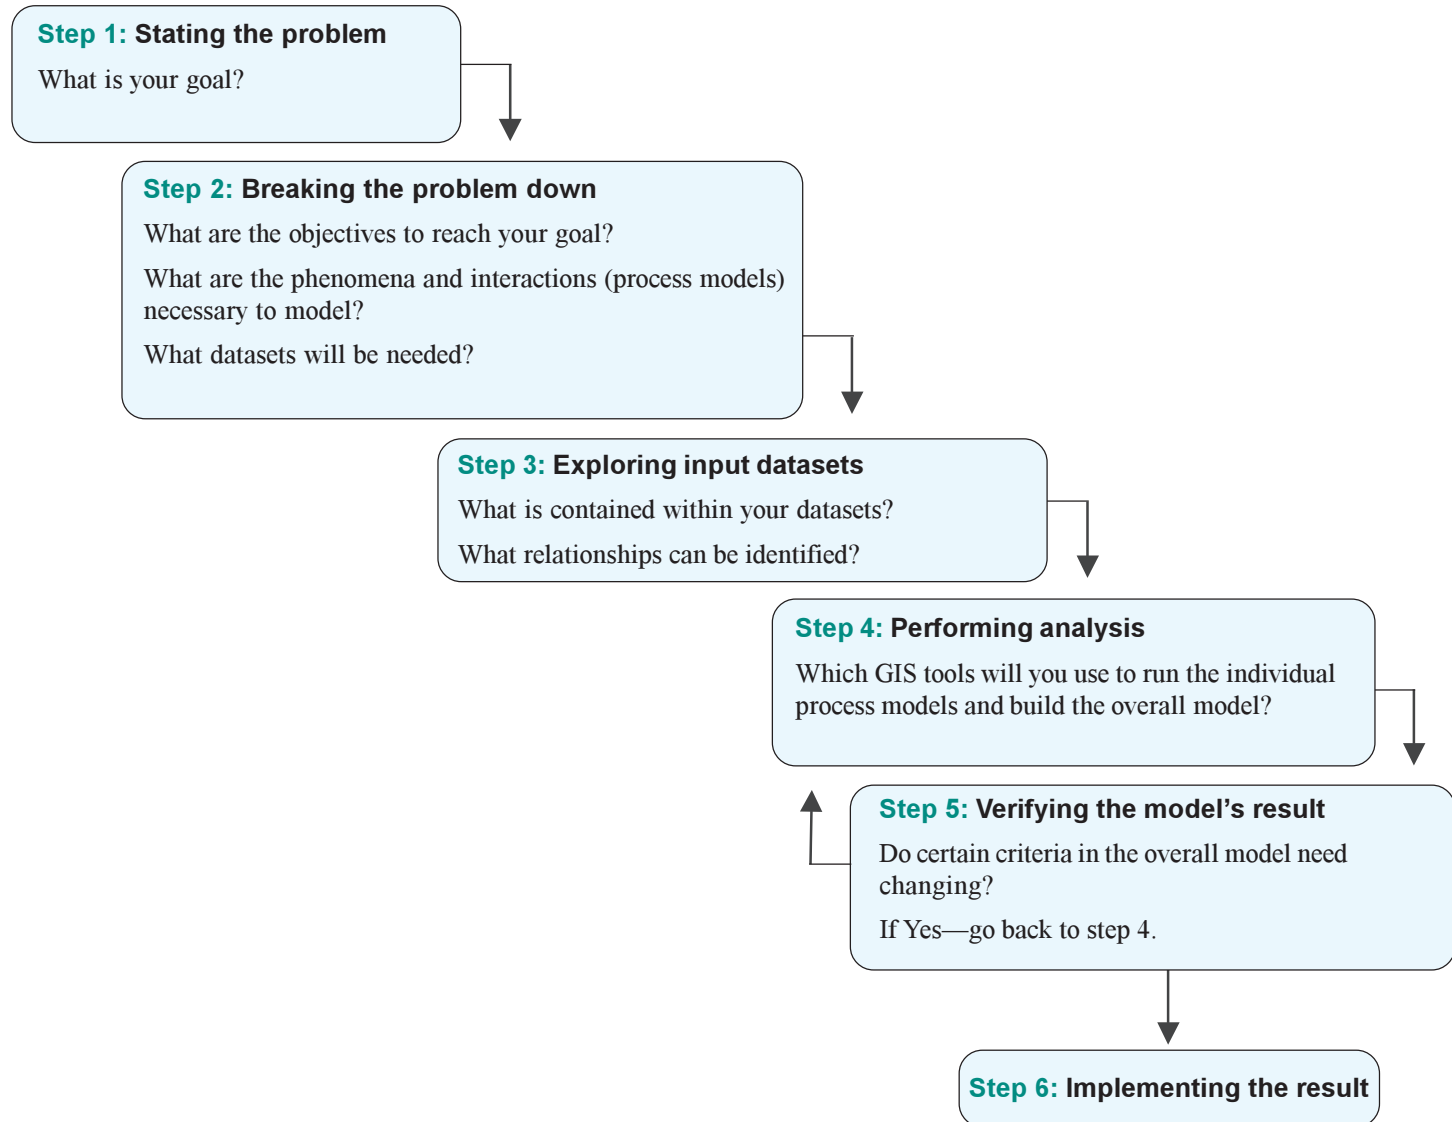 Step 1: Stating the problem
What is your goal?
Step 2: Breaking the problem down
What are the objectives to reach your goal?
What are the phenomena and interactions (process models)
necessary to model?
What datasets will be needed?
Step 3: Exploring input datasets
What is contained within your datasets?
What relationships can be identified?
Step 4: Performing analysis
Which GIS tools will you use to run the individual
process models and build the overall model?
Step 5: Verifying the model’s result
Do certain criteria in the overall model need
changing?
If Yes—go back to step 4.
Step 6: Implementing the result